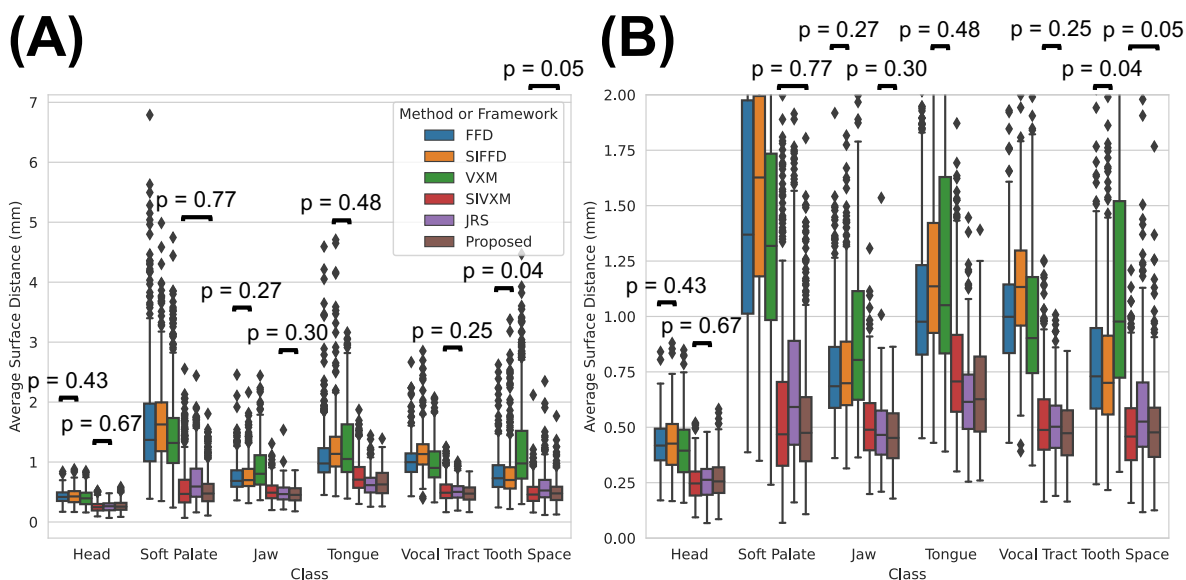 (A)
p = 0.05
7
6
5
4
3
2
1
0
Average Surface Distance (mm)
Method or Framework
FFD
SIFFD
VXM
SIVXM
JRS
Proposed
p = 0.77
p = 0.48
p = 0.04
p = 0.27
p = 0.30
p = 0.25
p = 0.43
p = 0.67
Head
Soft Palate
Jaw
Tongue
Vocal Tract
Tooth Space
Class
(B)
p = 0.27
p = 0.48
p = 0.25
p = 0.05
p = 0.77
p = 0.30
p = 0.04
2.00
1.75
1.50
1.25
1.00
0.75
0.50
0.25
0.00
Average Surface Distance (mm)
p = 0.43
p = 0.67
Head
Soft Palate
Jaw
Tongue
Vocal Tract
Tooth Space
Class